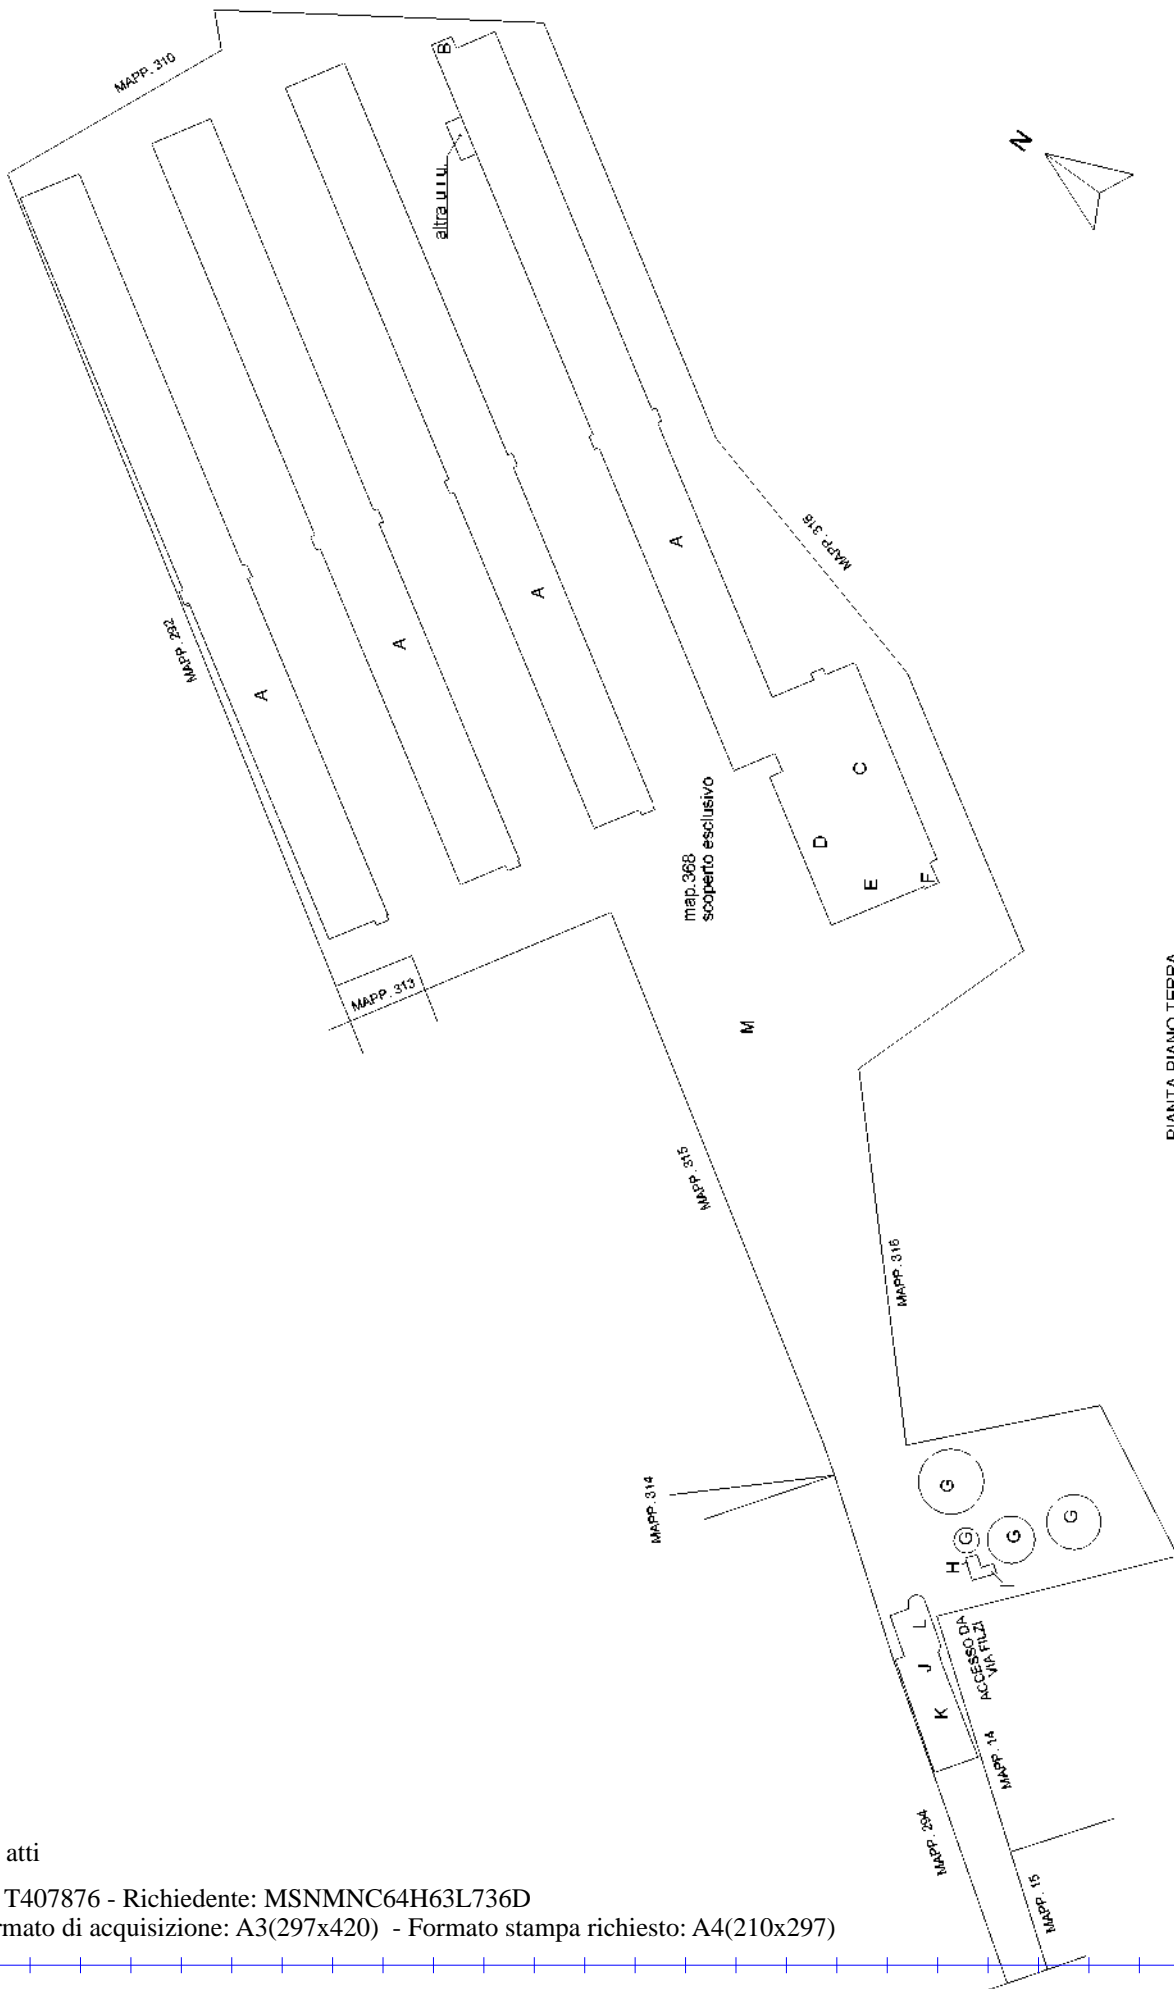 MAPP. 310
B
N
altra u.i.u.
A
MAPP. 318
A
MAPP. 292
A
A
C
map.368
scoperto esclusivo
D
E
F
MAPP. 313
M
PIANTA PIANO TERRA
MAPP. 315
MAPP. 316
MAPP. 314
G
G
G
G
H
I
L
ACCESSO DA
VIA FILZI
J
K
MAPP. 14
MAPP. 294
MAPP. 15
atti
T407876 - Richiedente: MSNMNC64H63L736D
rmato di acquisizione: A3(297x420) - Formato stampa richiesto: A4(210x297)